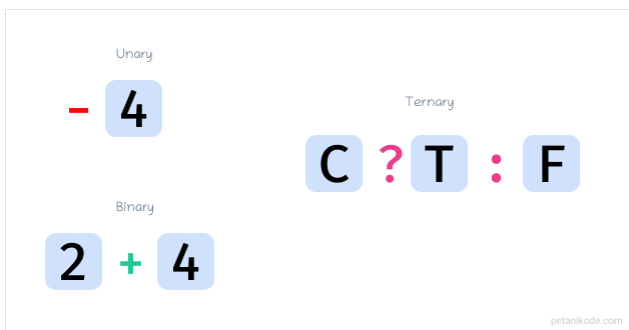 Unary
- 4
Binary
2 + 4
Ternary
C ? T : F
petanikode.com